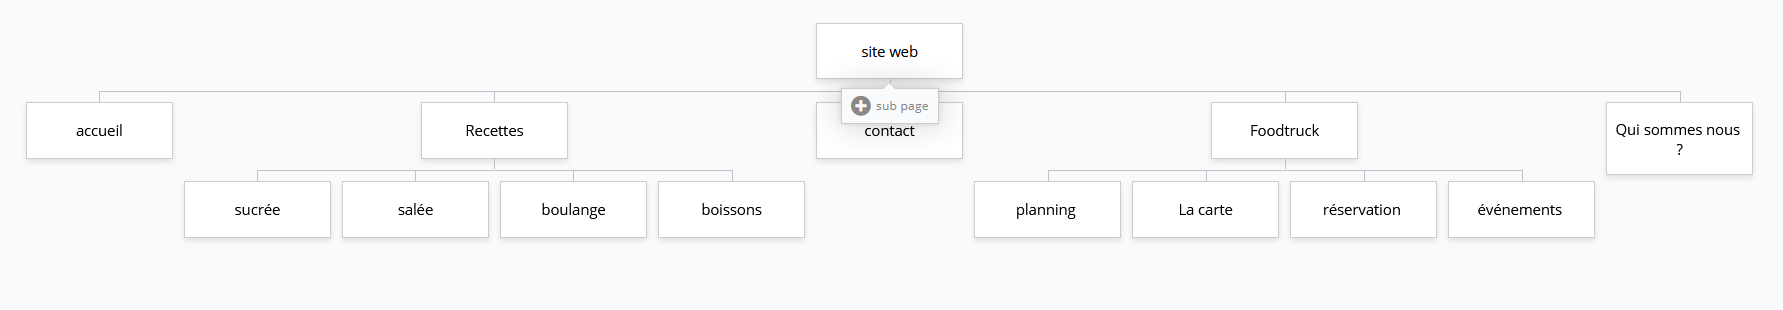 site web
sub page
accueil
Recettes
contact
Foodtruck
Qui sommes nous
?
sucrée
salée
boulange
boissons
planning
La carte
réservation
événements